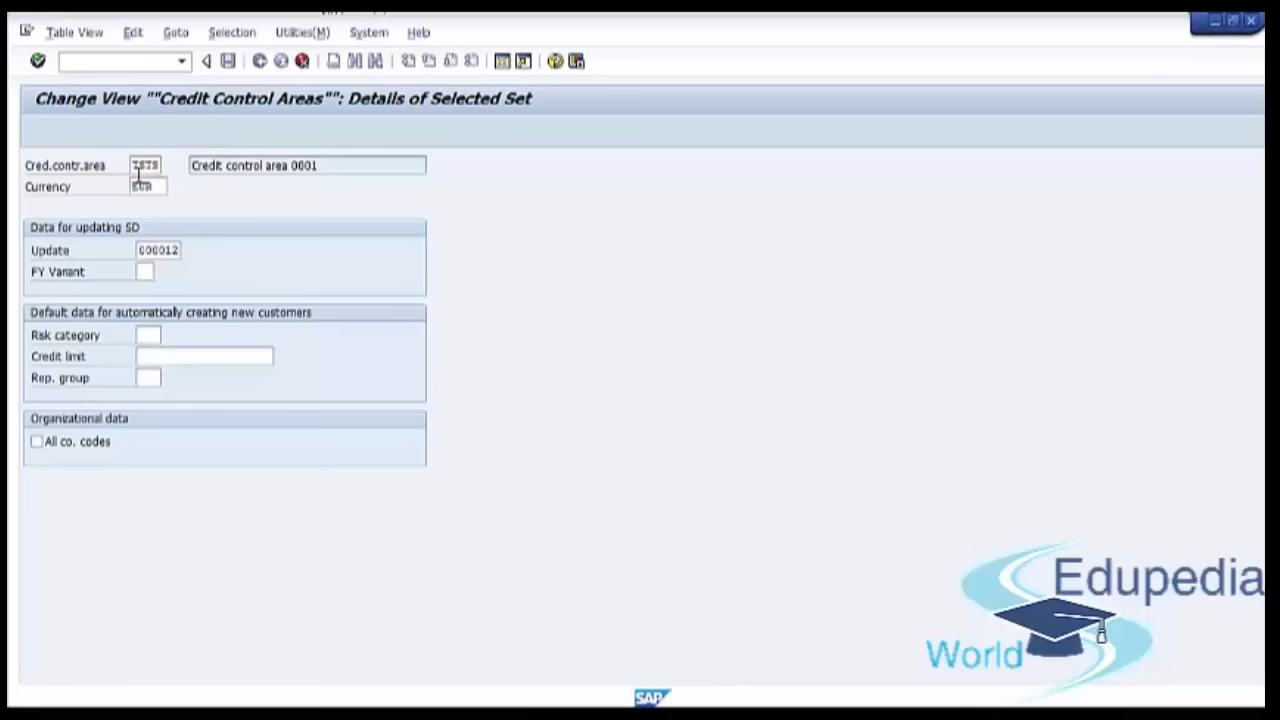 Table View Edit Goto Selection Utilities(M) System Help
Change View ""Credit Control Areas"": Details of Selected Set
Cred.contr.area Credit control area 0001
Currency EUR
Data for updating SD
Update 000012
FY Variant
Default data for automatically creating new customers
Risk category
Credit limit
Rep. group
Organizational data
All co. codes
Edupedia
World
SAP